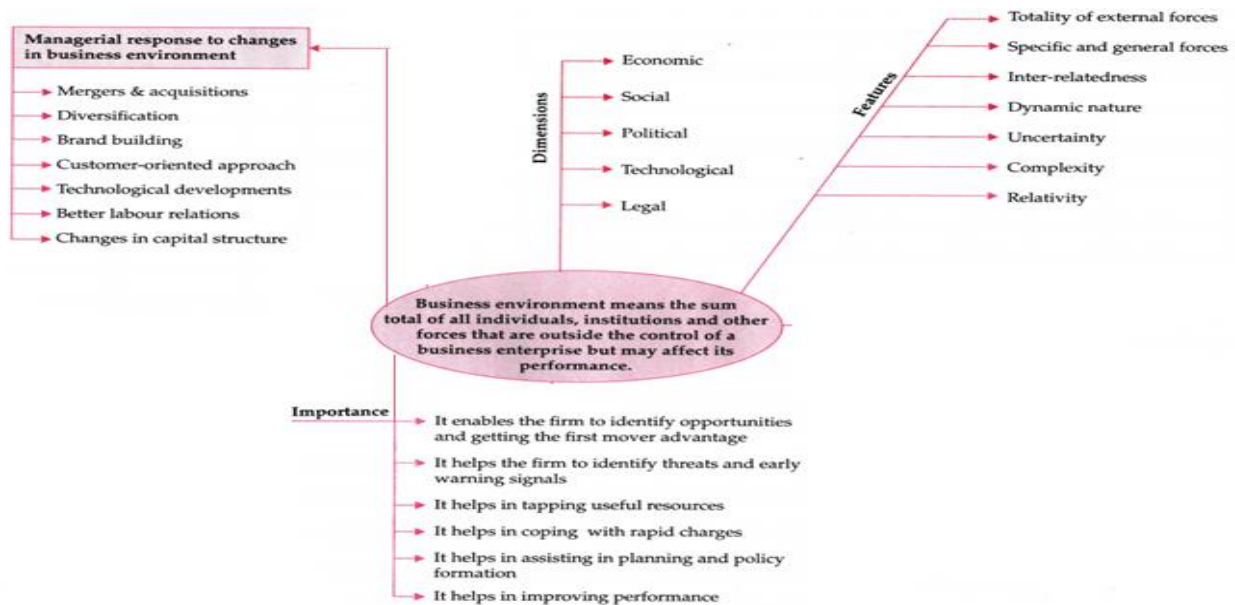 Managerial response to changes
in business environment
Mergers & acquisitions
Diversification
Brand building
Customer-oriented approach
Technological developments
Better labour relations
Changes in capital structure
Dimensions
Economic
Social
Political
Technological
Legal
Features
Totality of external forces
Specific and general forces
Inter-relatedness
Dynamic nature
Uncertainty
Complexity
Relativity
Business environment means the sum
total of all individuals, institutions and other
forces that are outside the control of a
business enterprise but may affect its
performance.
Importance
It enables the firm to identify opportunities
and getting the first mover advantage
It helps the firm to identify threats and early
warning signals
It helps in tapping useful resources
It helps in coping with rapid charges
It helps in assisting in planning and policy
formation
It helps in improving performance